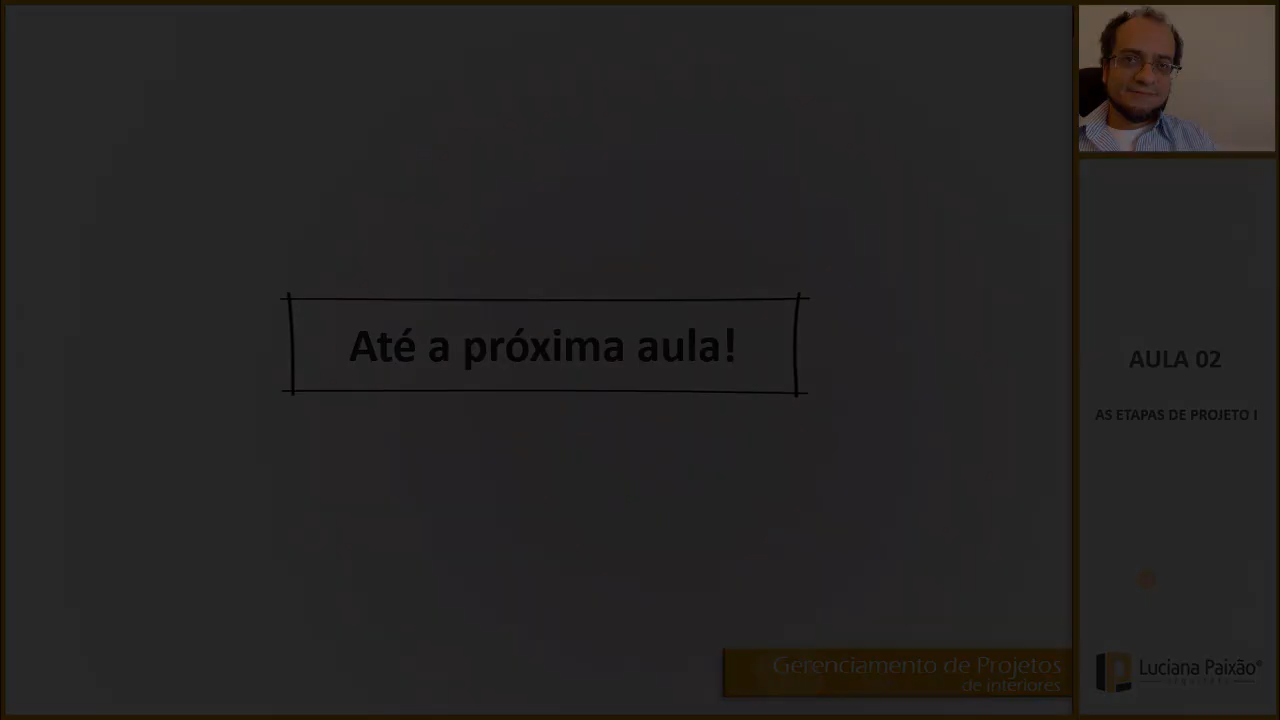 Até a próxima aula!
AULA 02
AS ETAPAS DE PROJETO I
Gerenciamento de Projetos
de interiores
Luciana Paixão®